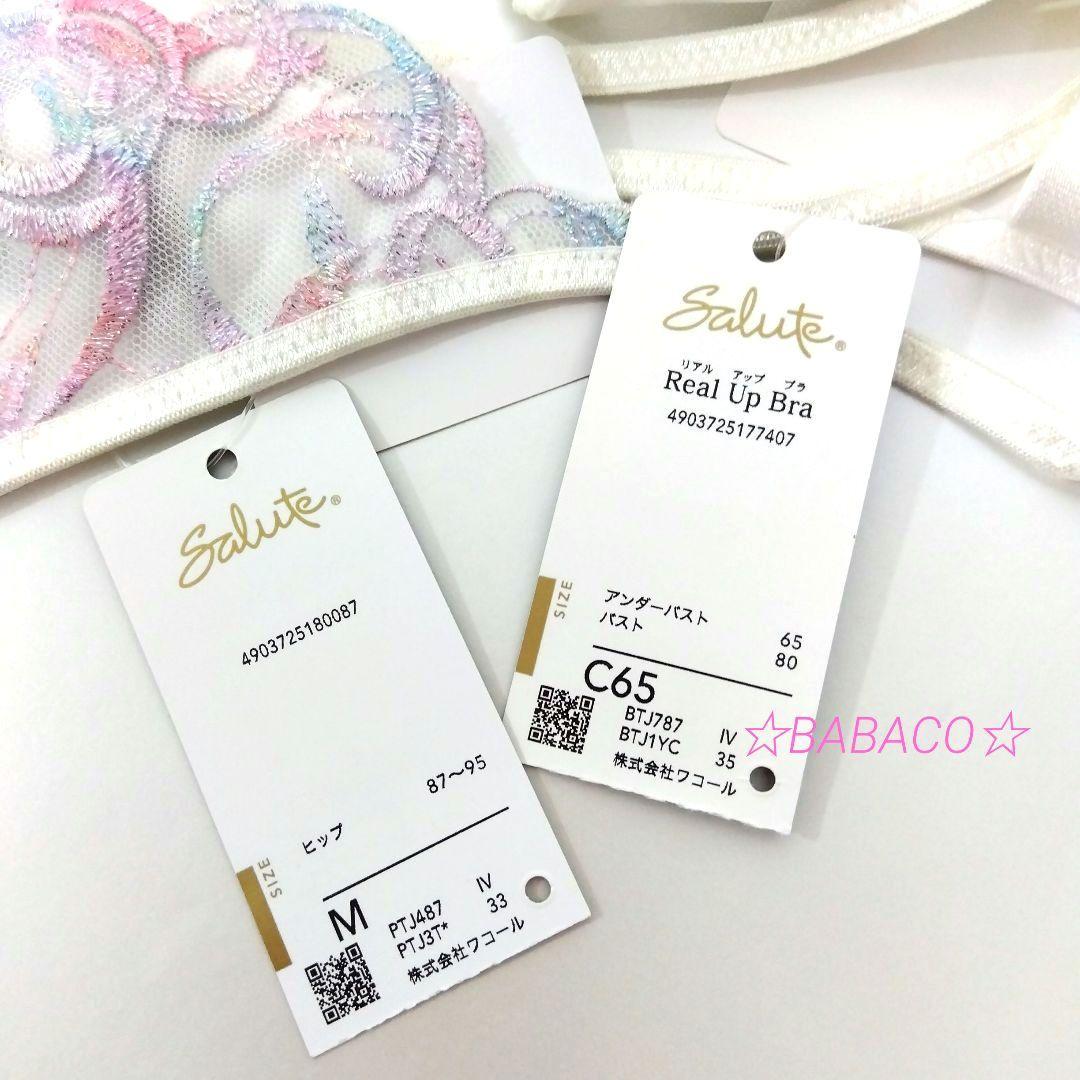 Salute®
リアル アップ ブラ
Real Up Bra
4903725177407
SIZE
アンダーバスト 65
バスト 80
C65
BTJ787 IV
BTJ1YC 35
株式会社ワコール
☆BABACO☆
Salute®
4903725180087
SIZE
ヒップ 87〜95
M
PTJ487 IV
PTJ3T* 33
株式会社ワコール